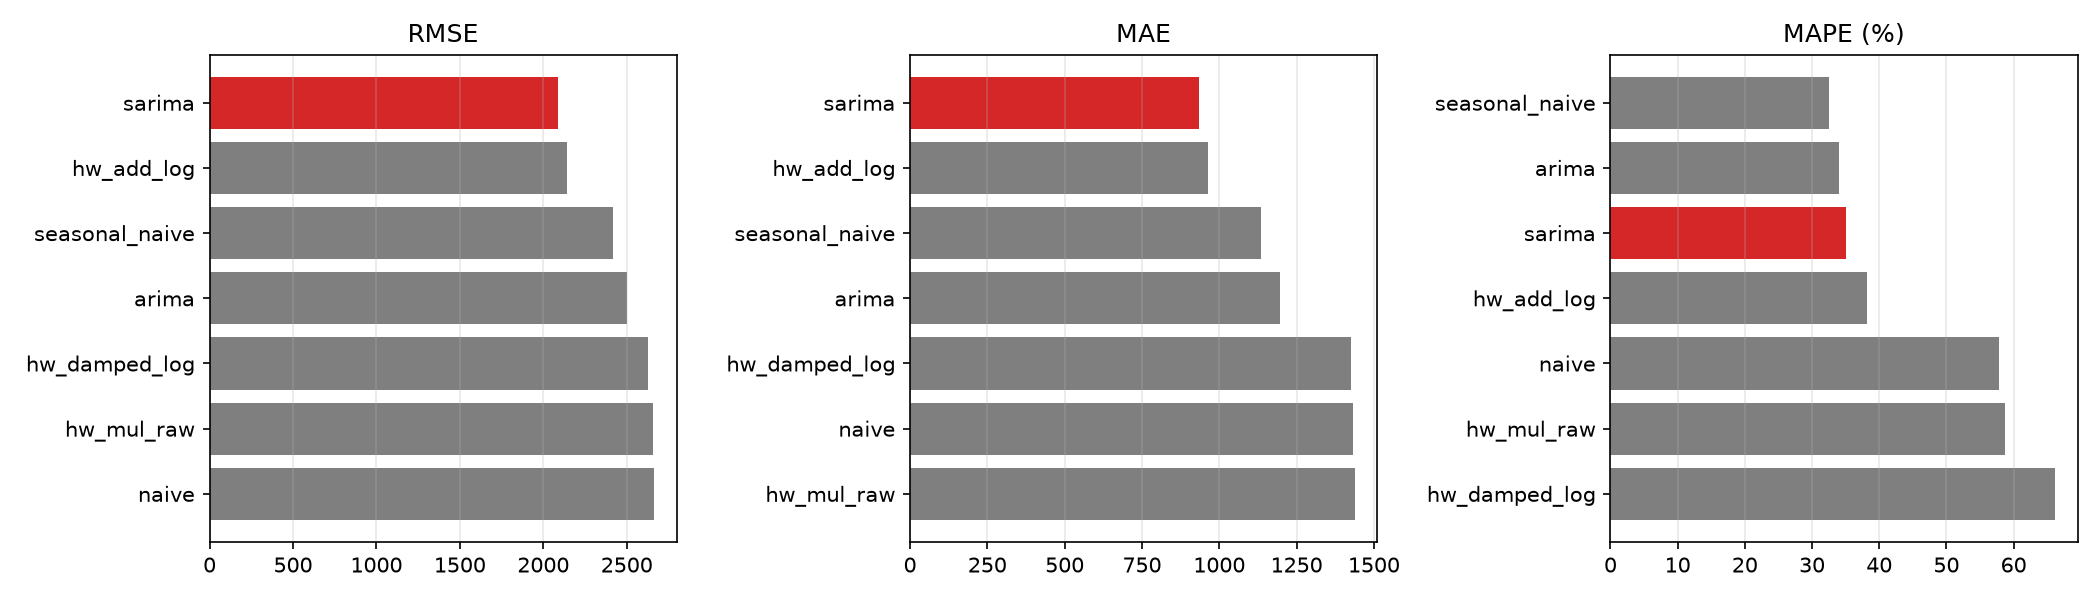 RMSE
sarima
hw_add_log
seasonal_naive
arima
hw_damped_log
hw_mul_raw
naive
0 500 1000 1500 2000 2500
MAE
sarima
hw_add_log
seasonal_naive
arima
hw_damped_log
naive
hw_mul_raw
0 250 500 750 1000 1250 1500
MAPE (%)
seasonal_naive
arima
sarima
hw_add_log
naive
hw_mul_raw
hw_damped_log
0 10 20 30 40 50 60